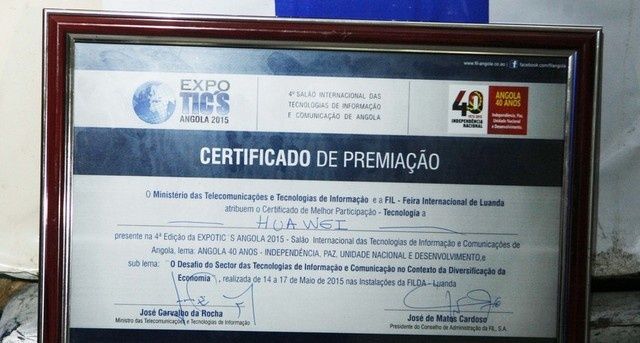 www.fil-angola.co.ao | f facebook.com/filangola
EXPO
TIC'S
ANGOLA 2015
4º SALÃO INTERNACIONAL DAS
TECNOLOGIAS DE INFORMAÇÃO
E COMUNICAÇÃO DE ANGOLA
40
INDEPENDÊNCIA
NACIONAL
ANGOLA
40 ANOS
Independência, Paz,
Unidade Nacional
e Desenvolvimento.
CERTIFICADO DE PREMIAÇÃO
O Ministério das Telecomunicações e Tecnologias de Informação e a FIL - Feira Internacional de Luanda
atribuem o Certificado de Melhor Participação - Tecnologia a
HUAWEI
presente na 4ª Edição da EXPOTIC´S ANGOLA 2015 - Salão Internacional das Tecnologias de Informação e Comunicações de
Angola, lema: ANGOLA 40 ANOS - INDEPENDÊNCIA, PAZ, UNIDADE NACIONAL E DESENVOLVIMENTO,e
sub lema: O Desafio do Sector das Tecnologias de Informação e Comunicação no Contexto da Diversificação da
Economia, realizada de 14 a 17 de Maio de 2015 nas Instalações da FILDA - Luanda
José Carvalho da Rocha
Ministro das Telecomunicações e Tecnologias de Informação
José de Matos Cardoso
Presidente do Conselho de Administração da FIL, S.A.